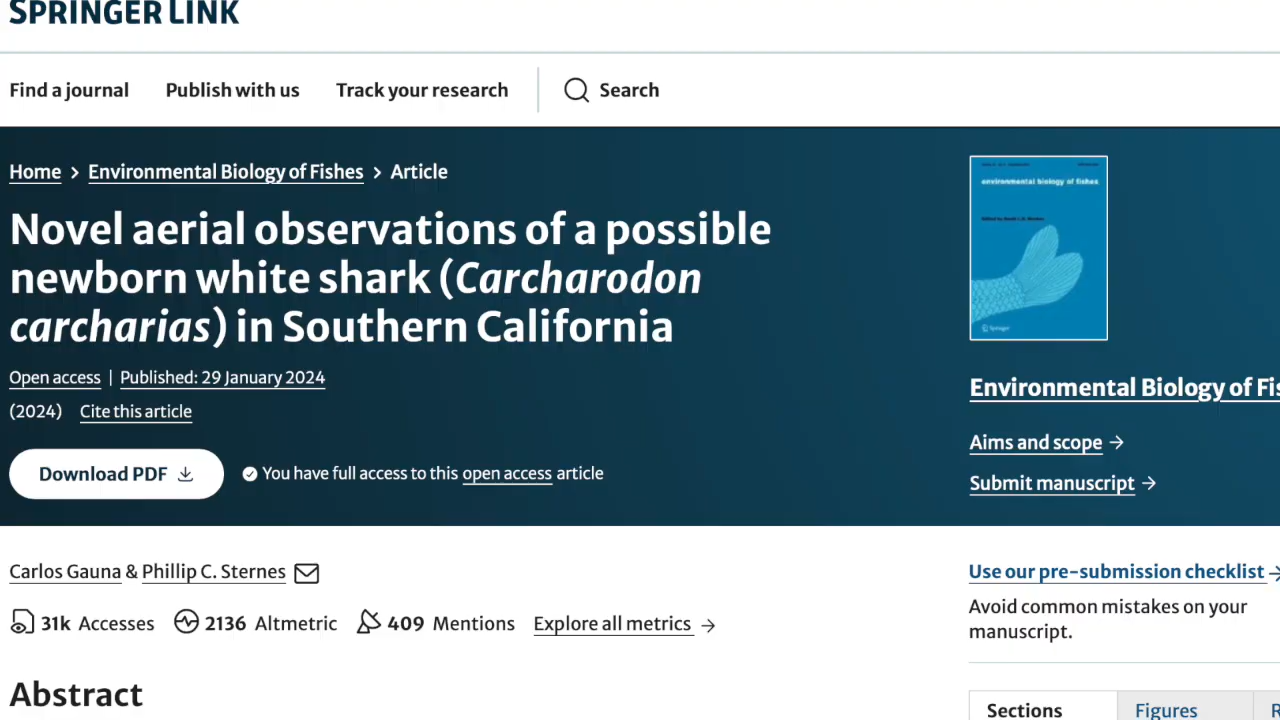 SPRINGER LINK
Find a journal Publish with us Track your research Search
Home > Environmental Biology of Fishes > Article
Novel aerial observations of a possible
newborn white shark (Carcharodon
carcharias) in Southern California
Open access | Published: 29 January 2024
(2024) Cite this article
Download PDF
You have full access to this open access article
environmental biology of fishes
Springer
Environmental Biology of Fis
Aims and scope →
Submit manuscript →
Carlos Gauna & Phillip C. Sternes
31k Accesses 2136 Altmetric 409 Mentions Explore all metrics →
Abstract
Use our pre-submission checklist →
Avoid common mistakes on your
manuscript.
Sections Figures R